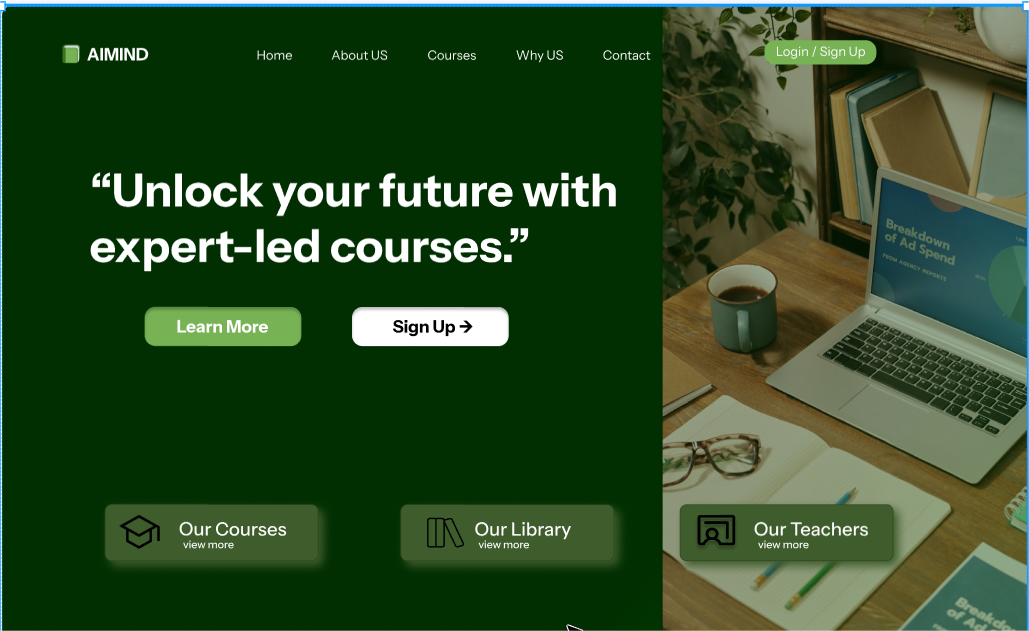 AIMIND
Home
About US
Courses
Why US
Contact
Login / Sign Up
“Unlock your future with
expert-led courses.”
Learn More
Sign Up →
Breakdown
of Ad Spend
FROM AGENCY REPORTS
Our Courses
view more
Our Library
view more
Our Teachers
view more
Breakdown